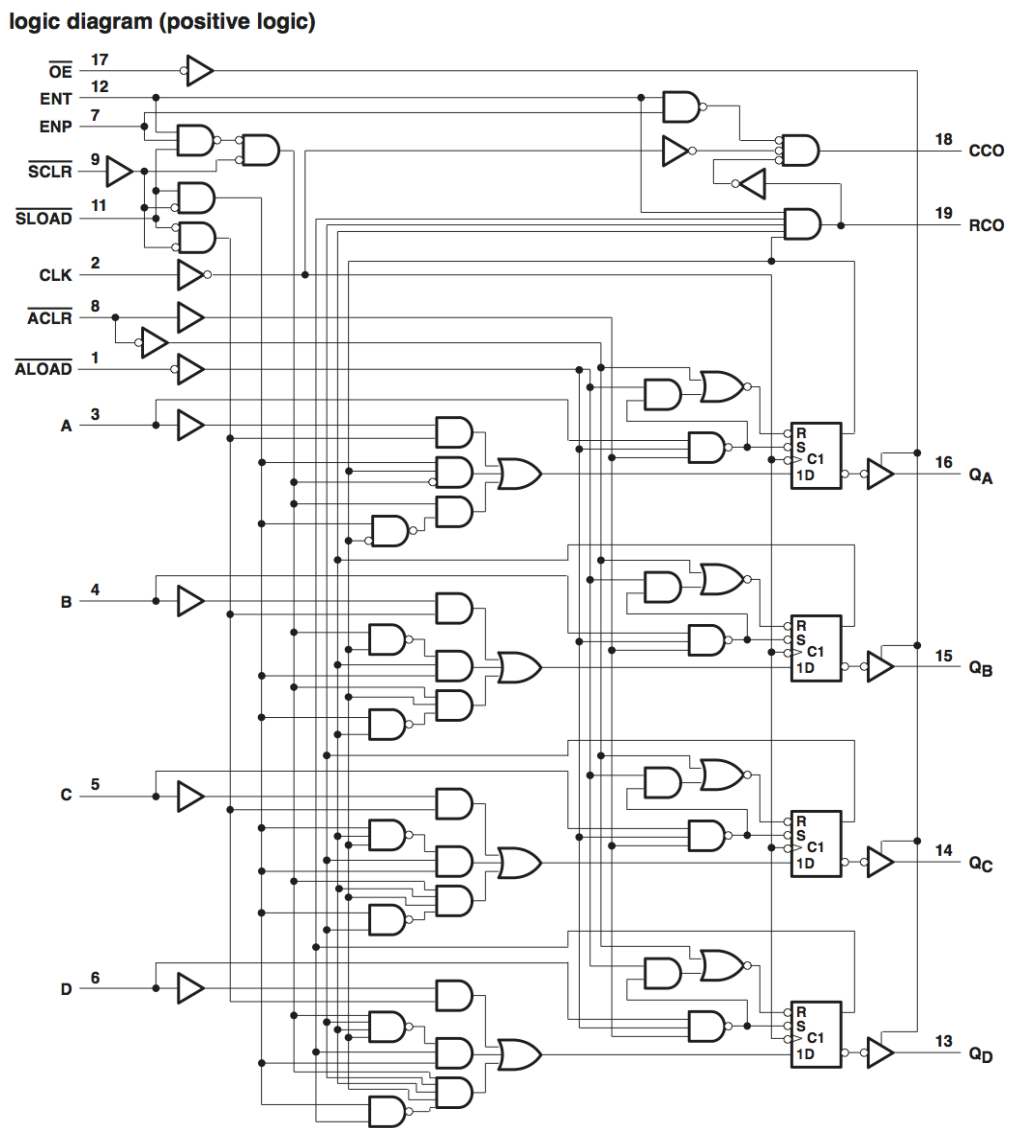 logic diagram (positive logic)
OE 17
ENT 12
ENP 7
SCLR 9
SLOAD 11
CLK 2
ACLR 8
ALOAD 1
18 CCO
19 RCO
A 3
R
S
C1
1D
16 QA
B 4
R
S
C1
1D
15 QB
C 5
R
S
C1
1D
14 QC
D 6
R
S
C1
1D
13 QD